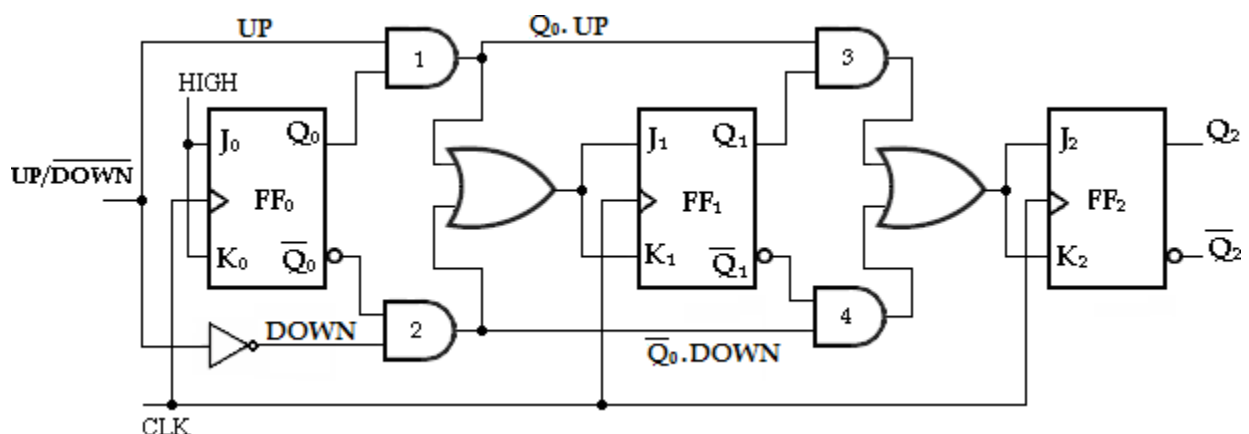 UP
Q₀.UP
1
3
HIGH
J₀
Q₀
J₁
Q₁
J₂
Q₂
UP/D̅O̅W̅N̅
FF₀
FF₁
FF₂
K₀
Q̅₀
K₁
Q̅₁
K₂
Q̅₂
2
4
DOWN
Q̅₀.DOWN
CLK